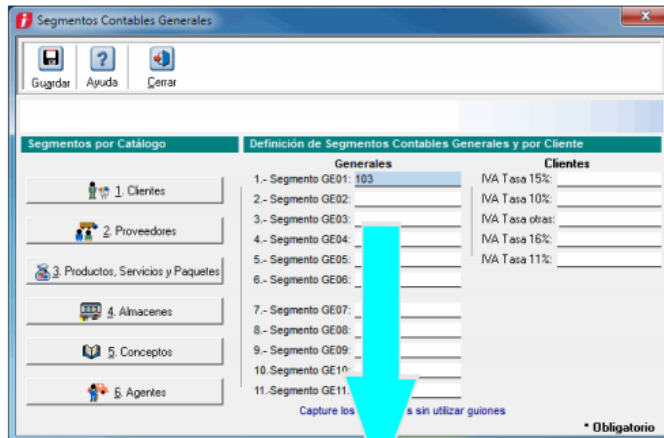 Segmentos Contables Generales
Guardar Ayuda Cerrar
Segmentos por Catálogo
1. Clientes
2. Proveedores
3. Productos, Servicios y Paquetes
4. Almacenes
5. Conceptos
6. Agentes
Definición de Segmentos Contables Generales y por Cliente
Generales
1.- Segmento GE01: 103
2.- Segmento GE02:
3.- Segmento GE03:
4.- Segmento GE04:
5.- Segmento GE05:
6.- Segmento GE06:
7.- Segmento GE07:
8.- Segmento GE08:
9.- Segmento GE09:
10.Segmento GE10:
11.Segmento GE11:
Clientes
IVA Tasa 15%:
IVA Tasa 10%:
IVA Tasa otras:
IVA Tasa 16%:
IVA Tasa 11%:
Capture los s sin utilizar guiones
* Obligatorio